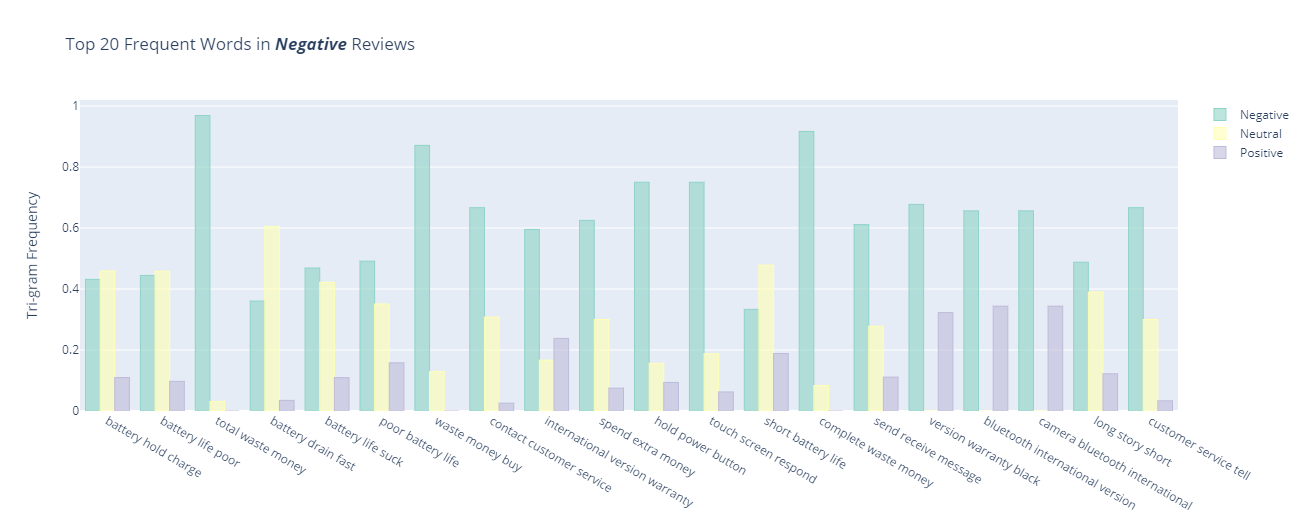 Top 20 Frequent Words in Negative Reviews
Tri-gram Frequency
1
0.8
0.6
0.4
0.2
0
Negative
Neutral
Positive
battery hold charge
battery life poor
total waste money
battery drain fast
battery life suck
poor battery life
waste money buy
contact customer service
international version warranty
spend extra money
hold power button
touch screen respond
short battery life
complete waste money
send receive message
version warranty black
bluetooth international version
camera bluetooth international
long story short
customer service tell